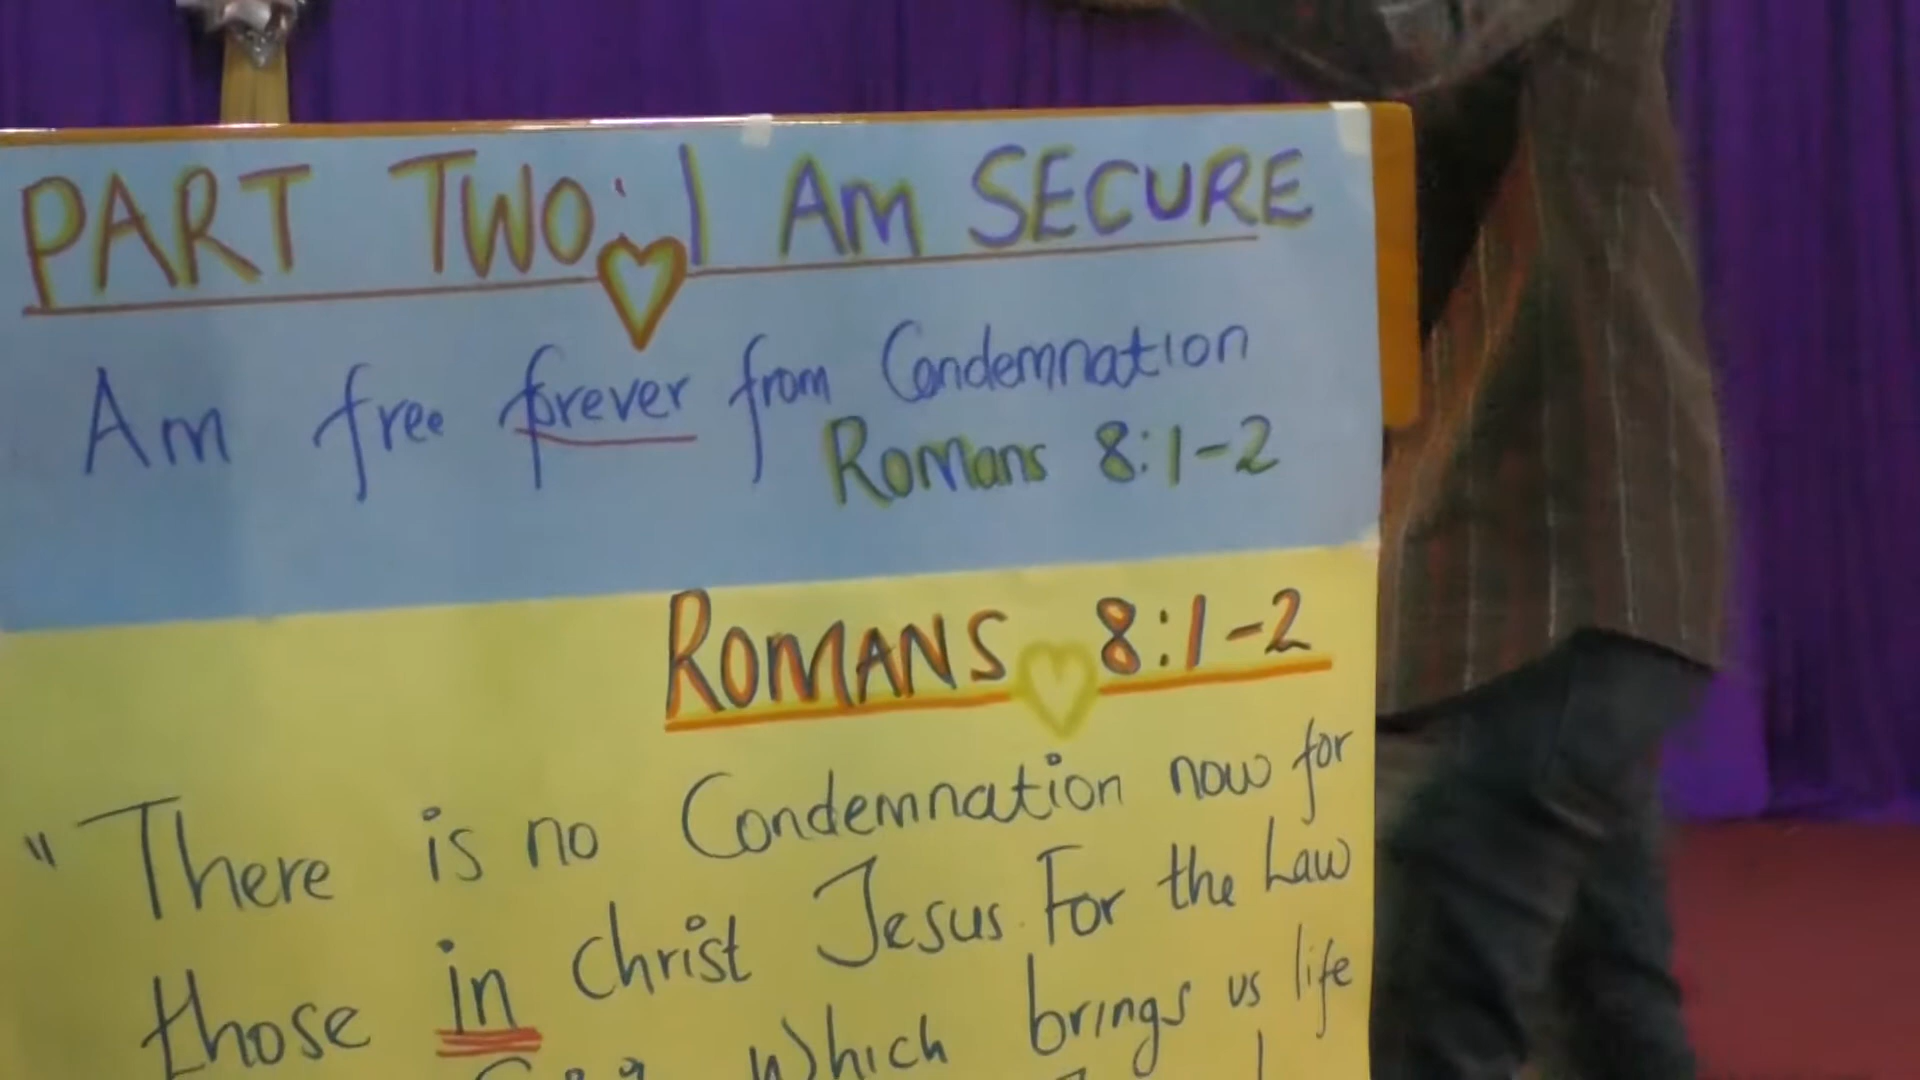 PART TWO: I AM SECURE
Am free forever from Condemnation
Romans 8:1-2
ROMANS 8:1-2
"There is no Condemnation now for
those in Christ Jesus. For the Law
which brings us life